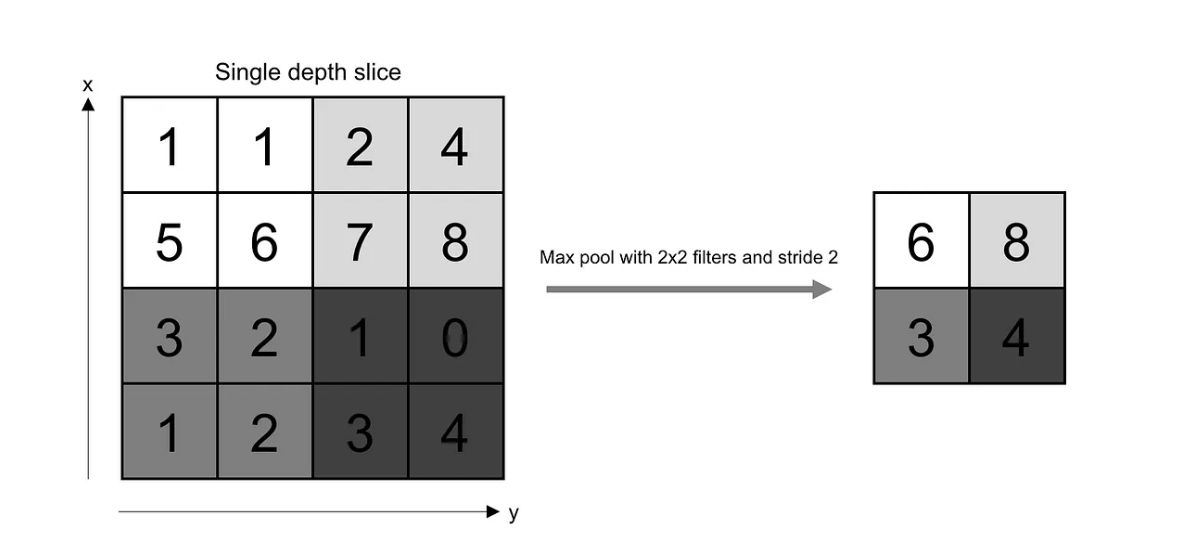 Single depth slice
x
1 1 2 4
5 6 7 8
3 2 1 0
1 2 3 4
y
Max pool with 2x2 filters and stride 2
6 8
3 4